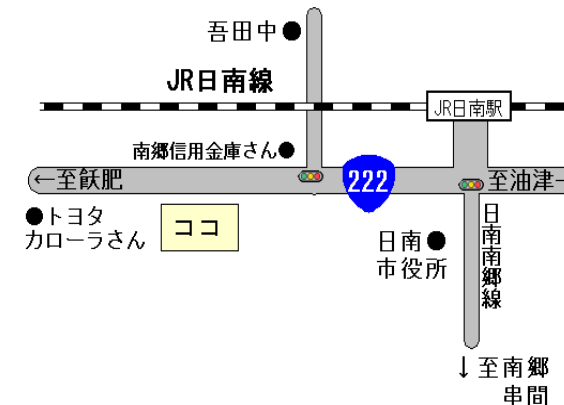 吾田中●
JR日南線
JR日南駅
南郷信用金庫さん●
←至飫肥
222
至油津→
●トヨタ
カローラさん
ココ
日南●
市役所
日南南郷線
↓至南郷
串間